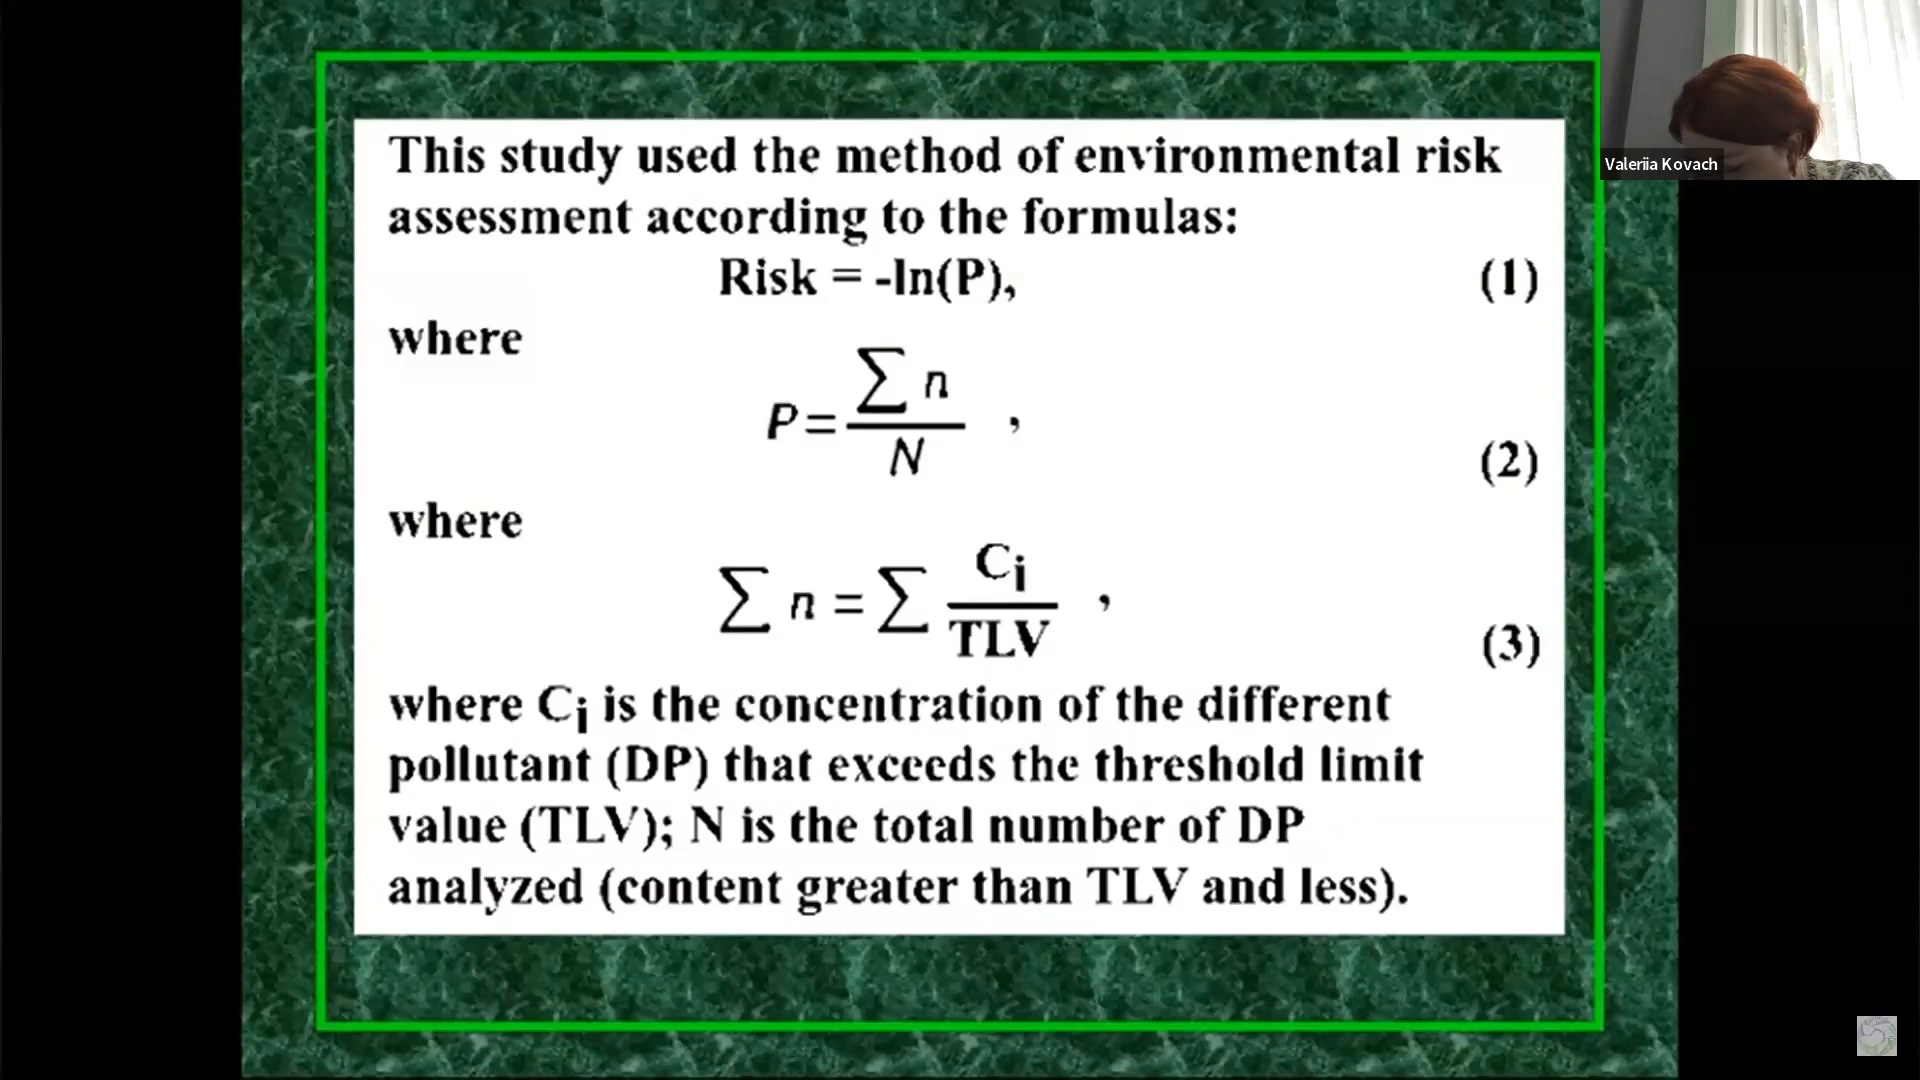 This study used the method of environmental risk
assessment according to the formulas:
Risk = -ln(P), (1)
where
P = ∑ n / N , (2)
where
∑ n = ∑ Ci / TLV , (3)
where Ci is the concentration of the different
pollutant (DP) that exceeds the threshold limit
value (TLV); N is the total number of DP
analyzed (content greater than TLV and less).
Valeriia Kovach